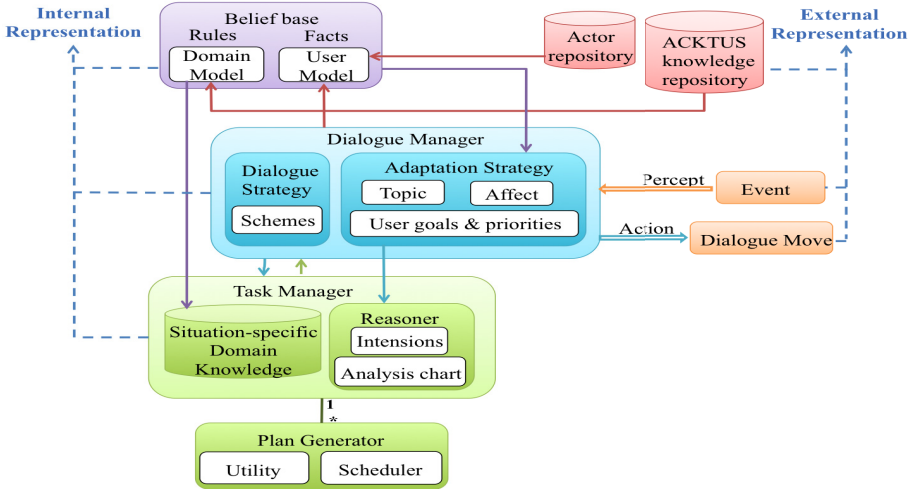 Internal
Representation
Belief base
Rules
Facts
Domain
Model
User
Model
Actor
repository
ACKTUS
knowledge
repository
External
Representation
Dialogue Manager
Dialogue
Strategy
Schemes
Adaptation Strategy
Topic
Affect
User goals & priorities
Percept
Event
Action
Dialogue Move
Task Manager
Situation-specific
Domain
Knowledge
Reasoner
Intensions
Analysis chart
1
*
Plan Generator
Utility
Scheduler